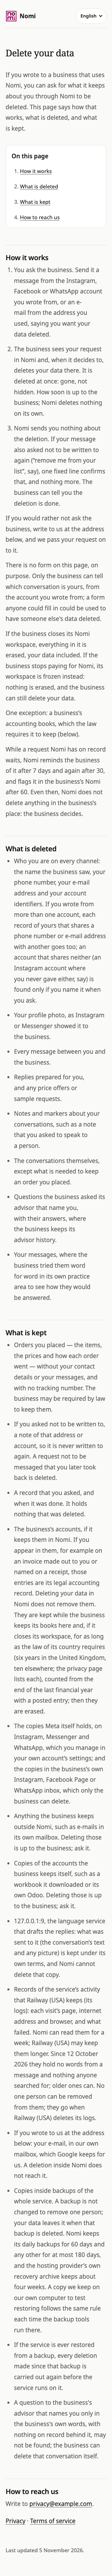 Nomi
English
Delete your data
If you wrote to a business that uses
Nomi, you can ask for what it keeps
about you through Nomi to be
deleted. This page says how that
works, what is deleted, and what
is kept.
On this page
1. How it works
2. What is deleted
3. What is kept
4. How to reach us
How it works
1. You ask the business. Send it a
message from the Instagram,
Facebook or WhatsApp account
you wrote from, or an e-
mail from the address you
used, saying you want your
data deleted.
2. The business sees your request
in Nomi and, when it decides to,
deletes your data there. It is
deleted at once: gone, not
hidden. How soon is up to the
business; Nomi deletes nothing
on its own.
3. Nomi sends you nothing about
the deletion. If your message
also asked not to be written to
again (“remove me from your
list”, say), one fixed line confirms
that, and nothing more. The
business can tell you the
deletion is done.
If you would rather not ask the
business, write to us at the address
below, and we pass your request on
to it.
There is no form on this page, on
purpose. Only the business can tell
which conversation is yours, from
the account you wrote from; a form
anyone could fill in could be used to
have someone else's data deleted.
If the business closes its Nomi
workspace, everything in it is
erased, your data included. If the
business stops paying for Nomi, its
workspace is frozen instead:
nothing is erased, and the business
can still delete your data.
One exception: a business's
accounting books, which the law
requires it to keep (below).
While a request Nomi has on record
waits, Nomi reminds the business
of it after 7 days and again after 30,
and flags it in the business's Nomi
after 60. Even then, Nomi does not
delete anything in the business's
place: the business decides.
What is deleted
Who you are on every channel:
the name the business saw, your
phone number, your e-mail
address and your account
identifiers. If you wrote from
more than one account, each
record of yours that shares a
phone number or e-mail address
with another goes too; an
account that shares neither (an
Instagram account where
you never gave either, say) is
found only if you name it when
you ask.
Your profile photo, as Instagram
or Messenger showed it to
the business.
Every message between you and
the business.
Replies prepared for you,
and any price offers or
sample requests.
Notes and markers about your
conversations, such as a note
that you asked to speak to
a person.
The conversations themselves,
except what is needed to keep
an order you placed.
Questions the business asked its
advisor that name you,
with their answers, where
the business keeps its
advisor history.
Your messages, where the
business tried them word
for word in its own practice
area to see how they would
be answered.
What is kept
Orders you placed — the items,
the prices and how each order
went — without your contact
details or your messages, and
with no tracking number. The
business may be required by law
to keep them.
If you asked not to be written to,
a note of that address or
account, so it is never written to
again. A request not to be
messaged that you later took
back is deleted.
A record that you asked, and
when it was done. It holds
nothing that was deleted.
The business's accounts, if it
keeps them in Nomi. If you
appear in them, for example on
an invoice made out to you or
named on a receipt, those
entries are its legal accounting
record. Deleting your data in
Nomi does not remove them.
They are kept while the business
keeps its books here and, if it
closes its workspace, for as long
as the law of its country requires
(six years in the United Kingdom,
ten elsewhere; the privacy page
lists each), counted from the
end of the last financial year
with a posted entry; then they
are erased.
The copies Meta itself holds, on
Instagram, Messenger and
WhatsApp, which you manage in
your own account's settings; and
the copies in the business's own
Instagram, Facebook Page or
WhatsApp inbox, which only the
business can delete.
Anything the business keeps
outside Nomi, such as e-mails in
its own mailbox. Deleting those
is up to the business; ask it.
Copies of the accounts the
business keeps itself, such as a
workbook it downloaded or its
own Odoo. Deleting those is up
to the business; ask it.
127.0.0.1:9, the language service
that drafts the replies: what was
sent to it (the conversation's text
and any picture) is kept under its
own terms, and Nomi cannot
delete that copy.
Records of the service's activity
that Railway (USA) keeps (its
logs): each visit's page, internet
address and browser, and what
failed. Nomi can read them for a
week; Railway (USA) may keep
them longer. Since 12 October
2026 they hold no words from a
message and nothing anyone
searched for; older ones can. No
one person can be removed
from them; they go when
Railway (USA) deletes its logs.
If you wrote to us at the address
below: your e-mail, in our own
mailbox, which Google keeps for
us. A deletion inside Nomi does
not reach it.
Copies inside backups of the
whole service. A backup is not
changed to remove one person;
your data leaves it when that
backup is deleted. Nomi keeps
its daily backups for 60 days and
any other for at most 180 days,
and the hosting provider's own
recovery archive keeps about
four weeks. A copy we keep on
our own computer to test
restoring follows the same rule
each time the backup tools
run there.
If the service is ever restored
from a backup, every deletion
made since that backup is
carried out again before the
service runs on it.
A question to the business's
advisor that names you only in
the business's own words, with
nothing on record behind it, may
not be found; the business can
delete that conversation itself.
How to reach us
Write to privacy@example.com.
Privacy · Terms of service
Last updated 5 November 2026.